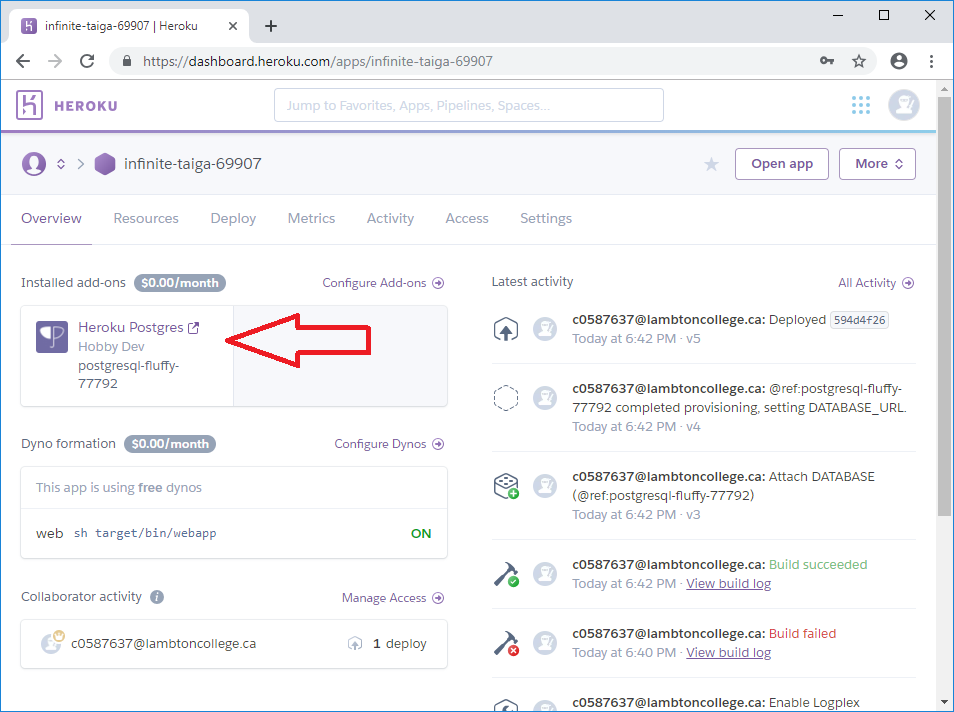 infinite-taiga-69907 | Heroku
https://dashboard.heroku.com/apps/infinite-taiga-69907
HEROKU
Jump to Favorites, Apps, Pipelines, Spaces...
infinite-taiga-69907
Open app
More
Overview Resources Deploy Metrics Activity Access Settings
Installed add-ons $0.00/month
Configure Add-ons
Heroku Postgres
Hobby Dev
postgresql-fluffy-
77792
Dyno formation $0.00/month
Configure Dynos
This app is using free dynos
web sh target/bin/webapp ON
Collaborator activity
Manage Access
c0587637@lambtoncollege.ca
1 deploy
Latest activity
All Activity
c0587637@lambtoncollege.ca: Deployed 594d4f26
Today at 6:42 PM · v5
c0587637@lambtoncollege.ca: @ref:postgresql-fluffy-
77792 completed provisioning, setting DATABASE_URL.
Today at 6:42 PM · v4
c0587637@lambtoncollege.ca: Attach DATABASE
(@ref:postgresql-fluffy-77792)
Today at 6:42 PM · v3
c0587637@lambtoncollege.ca: Build succeeded
Today at 6:42 PM · View build log
c0587637@lambtoncollege.ca: Build failed
Today at 6:40 PM · View build log
c0587637@lambtoncollege.ca: Enable Logplex